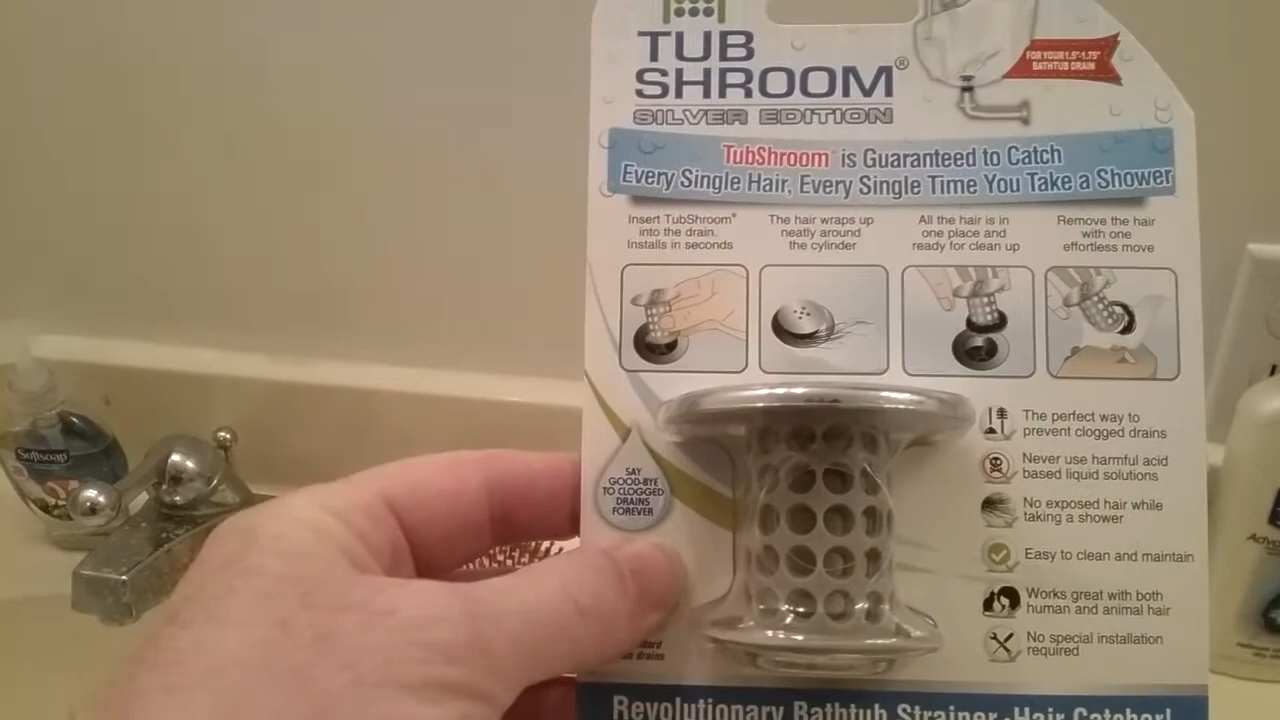 TUB
SHROOM®
SILVER EDITION
FOR YOUR 1.5"-1.75"
BATHTUB DRAIN
TubShroom® is Guaranteed to Catch
Every Single Hair, Every Single Time You Take a Shower
Insert TubShroom®
into the drain.
Installs in seconds
The hair wraps up
neatly around
the cylinder
All the hair is in
one place and
ready for clean up
Remove the hair
with one
effortless move
SAY
GOOD-BYE
TO CLOGGED
DRAINS
FOREVER
The perfect way to
prevent clogged drains
Never use harmful acid
based liquid solutions
No exposed hair while
taking a shower
Easy to clean and maintain
Works great with both
human and animal hair
No special installation
required
drains
Revolutionary Bathtub Strainer Hair Catcher!
Softsoap